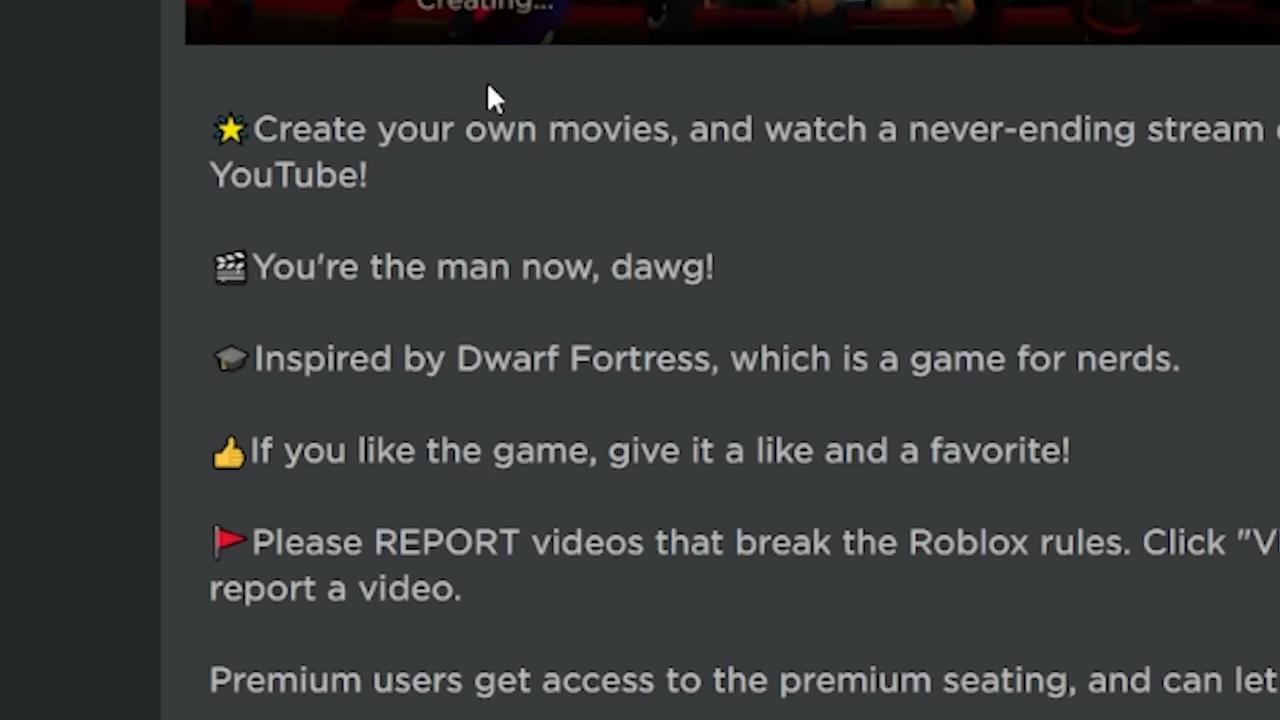 Creating...
⭐Create your own movies, and watch a never-ending stream
YouTube!
🎬You're the man now, dawg!
🎓Inspired by Dwarf Fortress, which is a game for nerds.
👍If you like the game, give it a like and a favorite!
🚩Please REPORT videos that break the Roblox rules. Click "V
report a video.
Premium users get access to the premium seating, and can let